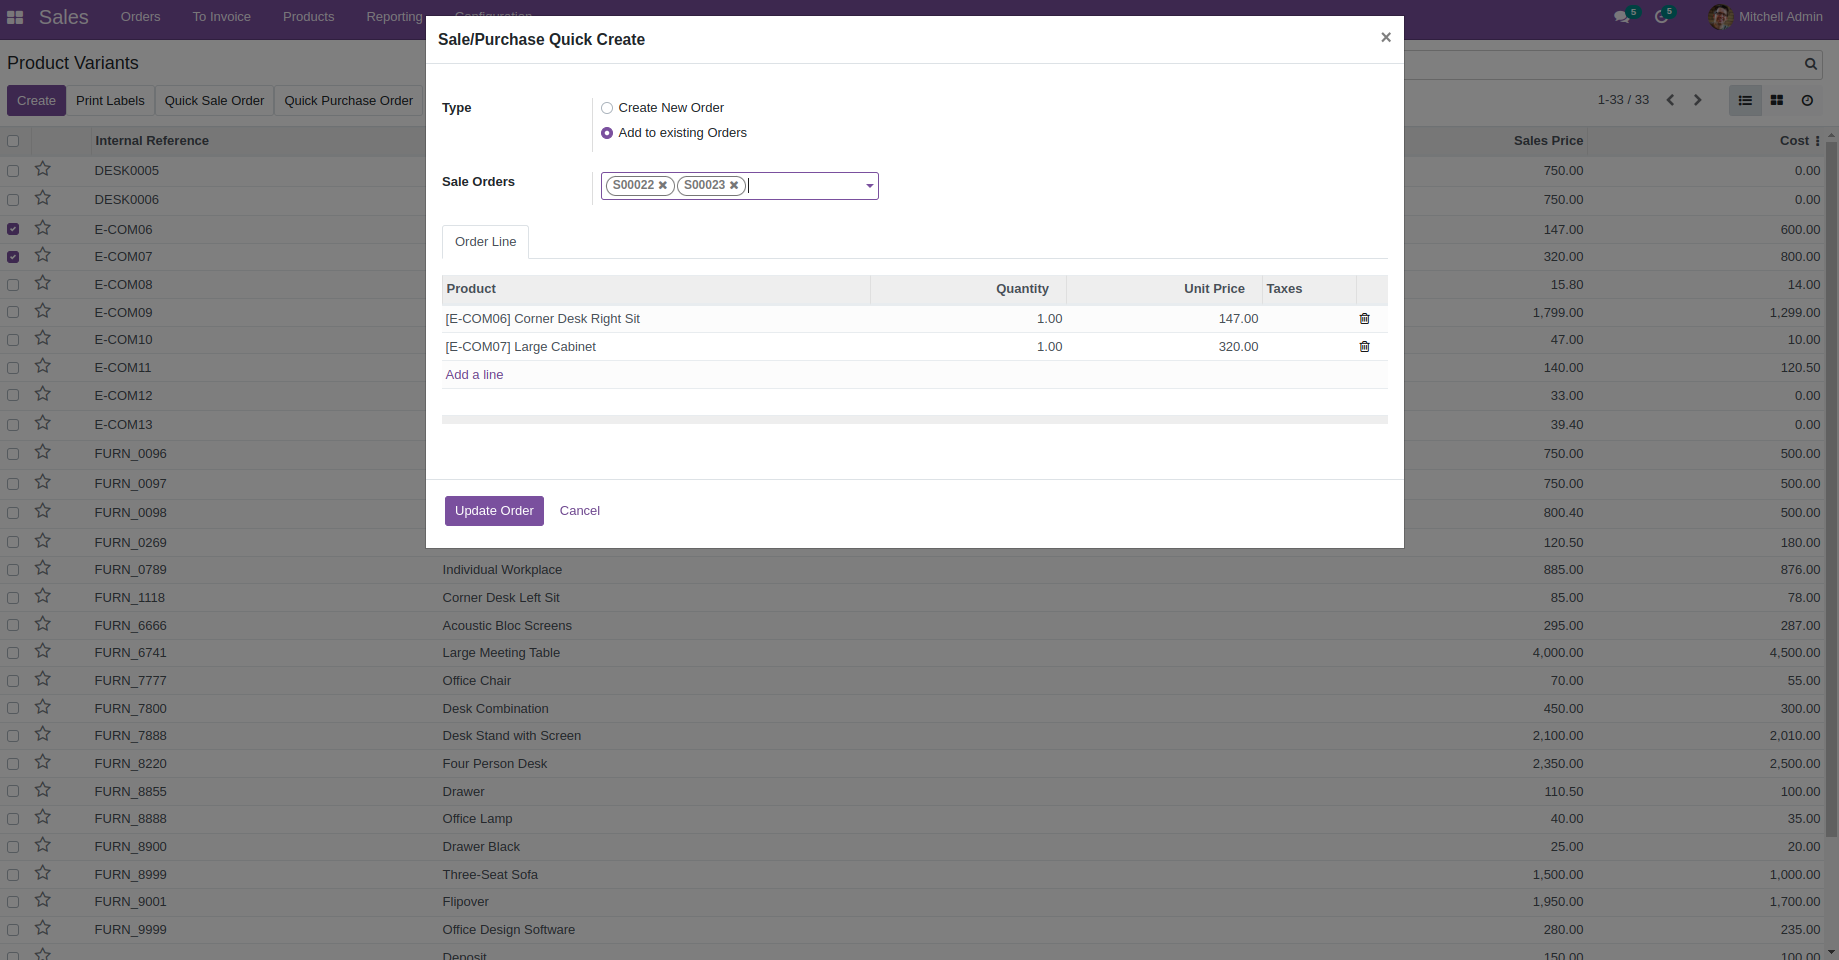 Sales Orders To Invoice Products Reporting Configuration 5 5 Mitchell Admin
Product Variants
Create Print Labels Quick Sale Order Quick Purchase Order 1-33 / 33
Sale/Purchase Quick Create ×
Type
Create New Order
Add to existing Orders
Sale Orders S00022 ✖ S00023 ✖
Order Line
Product Quantity Unit Price Taxes
[E-COM06] Corner Desk Right Sit 1.00 147.00
[E-COM07] Large Cabinet 1.00 320.00
Add a line
Update Order Cancel
Internal Reference Sales Price Cost
DESK0005 750.00 0.00
DESK0006 750.00 0.00
E-COM06 147.00 600.00
E-COM07 320.00 800.00
E-COM08 15.80 14.00
E-COM09 1,799.00 1,299.00
E-COM10 47.00 10.00
E-COM11 140.00 120.50
E-COM12 33.00 0.00
E-COM13 39.40 0.00
FURN_0096 750.00 500.00
FURN_0097 750.00 500.00
FURN_0098 800.40 500.00
FURN_0269 120.50 180.00
FURN_0789 Individual Workplace 885.00 876.00
FURN_1118 Corner Desk Left Sit 85.00 78.00
FURN_6666 Acoustic Bloc Screens 295.00 287.00
FURN_6741 Large Meeting Table 4,000.00 4,500.00
FURN_7777 Office Chair 70.00 55.00
FURN_7800 Desk Combination 450.00 300.00
FURN_7888 Desk Stand with Screen 2,100.00 2,010.00
FURN_8220 Four Person Desk 2,350.00 2,500.00
FURN_8855 Drawer 110.50 100.00
FURN_8888 Office Lamp 40.00 35.00
FURN_8900 Drawer Black 25.00 20.00
FURN_8999 Three-Seat Sofa 1,500.00 1,000.00
FURN_9001 Flipover 1,950.00 1,700.00
FURN_9999 Office Design Software 280.00 235.00
Deposit 150.00 100.00